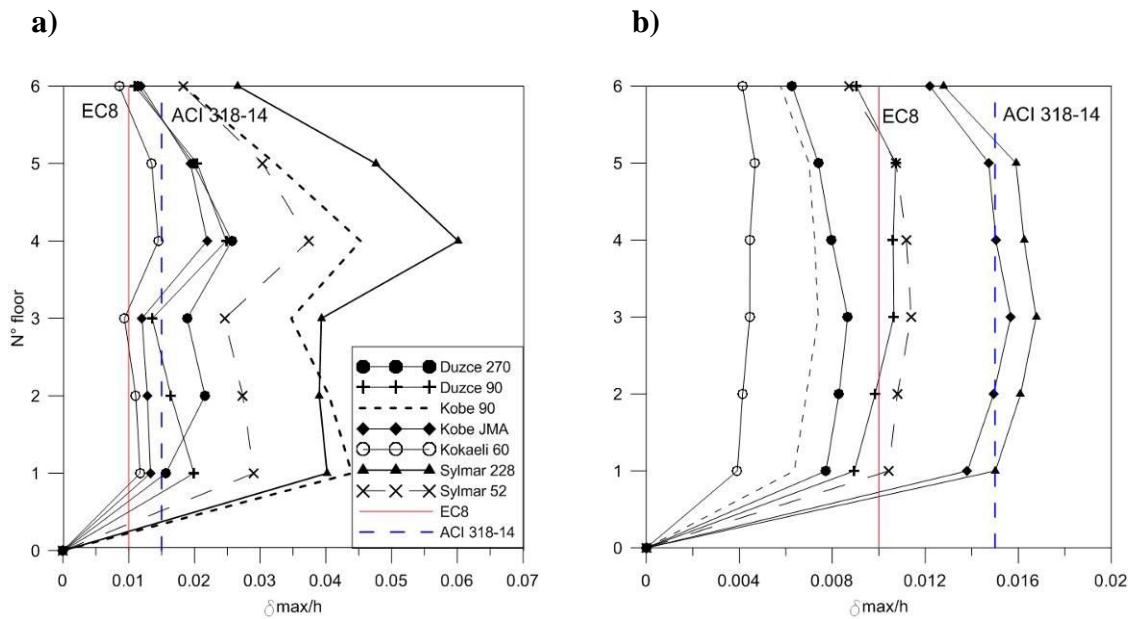 a)
6
5
4
3
2
1
0
N° floor
EC8
ACI 318-14
Duzce 270
Duzce 90
Kobe 90
Kobe JMA
Kokaeli 60
Sylmar 228
Sylmar 52
EC8
ACI 318-14
0 0.01 0.02 0.03 0.04 0.05 0.06 0.07
δmax/h
b)
6
5
4
3
2
1
0
EC8
ACI 318-14
0 0.004 0.008 0.012 0.016 0.02
δmax/h